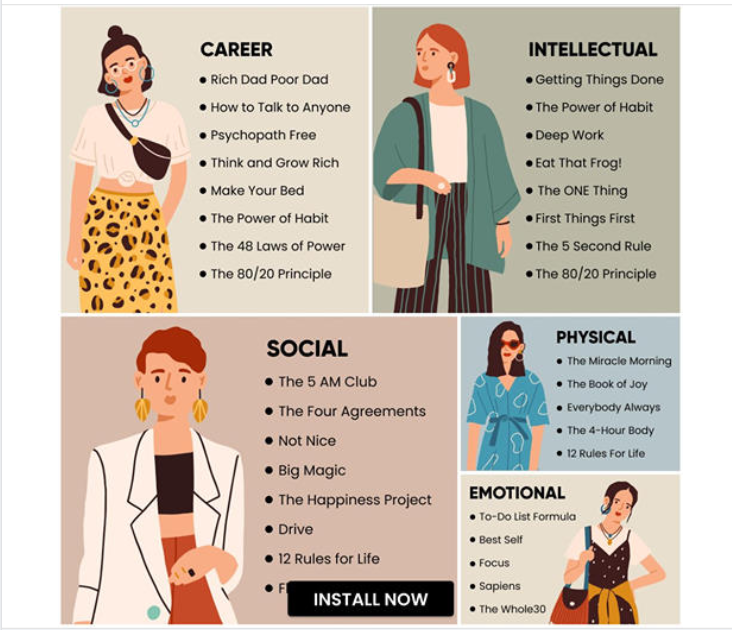 CAREER
Rich Dad Poor Dad
How to Talk to Anyone
Psychopath Free
Think and Grow Rich
Make Your Bed
The Power of Habit
The 48 Laws of Power
The 80/20 Principle
INTELLECTUAL
Getting Things Done
The Power of Habit
Deep Work
Eat That Frog!
The ONE Thing
First Things First
The 5 Second Rule
The 80/20 Principle
SOCIAL
The 5 AM Club
The Four Agreements
Not Nice
Big Magic
The Happiness Project
Drive
12 Rules for Life
INSTALL NOW
PHYSICAL
The Miracle Morning
The Book of Joy
Everybody Always
The 4-Hour Body
12 Rules For Life
EMOTIONAL
To-Do List Formula
Best Self
Focus
Sapiens
The Whole30